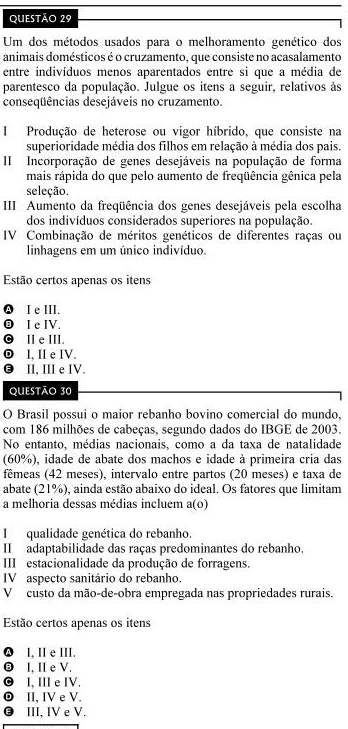 QUESTÃO 29
Um dos métodos usados para o melhoramento genético dos
animais domésticos é o cruzamento, que consiste no acasalamento
entre indivíduos menos aparentados entre si que a média de
parentesco da população. Julgue os itens a seguir, relativos às
conseqüências desejáveis no cruzamento.
I Produção de heterose ou vigor híbrido, que consiste na
superioridade média dos filhos em relação à média dos pais.
II Incorporação de genes desejáveis na população de forma
mais rápida do que pelo aumento de freqüência gênica pela
seleção.
III Aumento da freqüência dos genes desejáveis pela escolha
dos indivíduos considerados superiores na população.
IV Combinação de méritos genéticos de diferentes raças ou
linhagens em um único indivíduo.
Estão certos apenas os itens
A I e III.
B I e IV.
C II e III.
D I, II e IV.
E II, III e IV.
QUESTÃO 30
O Brasil possui o maior rebanho bovino comercial do mundo,
com 186 milhões de cabeças, segundo dados do IBGE de 2003.
No entanto, médias nacionais, como a da taxa de natalidade
(60%), idade de abate dos machos e idade à primeira cria das
fêmeas (42 meses), intervalo entre partos (20 meses) e taxa de
abate (21%), ainda estão abaixo do ideal. Os fatores que limitam
a melhoria dessas médias incluem a(o)
I qualidade genética do rebanho.
II adaptabilidade das raças predominantes do rebanho.
III estacionalidade da produção de forragens.
IV aspecto sanitário do rebanho.
V custo da mão-de-obra empregada nas propriedades rurais.
Estão certos apenas os itens
A I, II e III.
B I, II e V.
C I, III e IV.
D II, IV e V.
E III, IV e V.